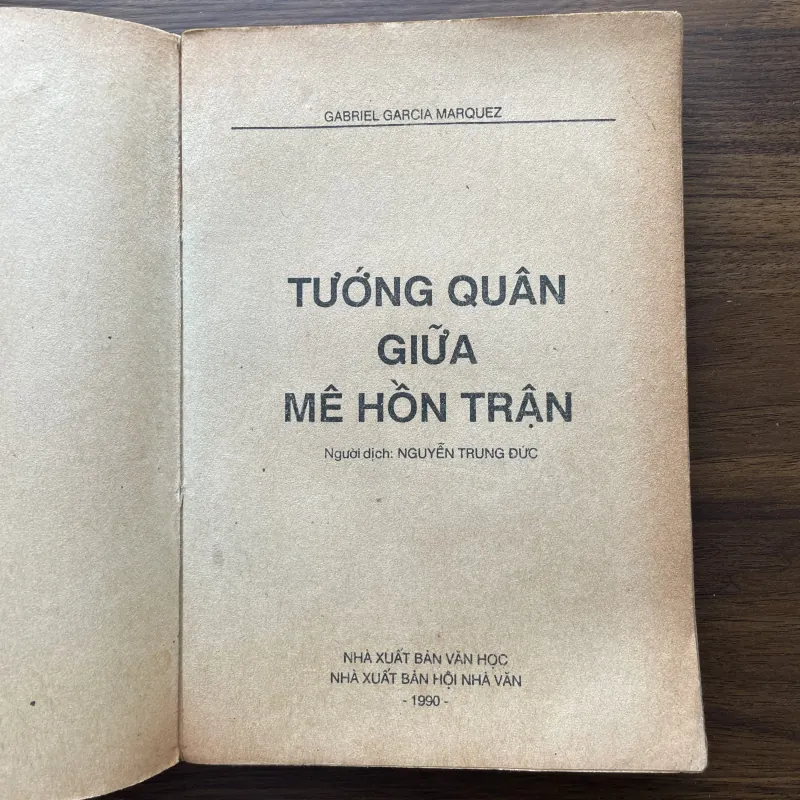 GABRIEL GARCIA MARQUEZ
TƯỚNG QUÂN
GIỮA
MÊ HỒN TRẬN
Người dịch: NGUYỄN TRUNG ĐỨC
NHÀ XUẤT BẢN VĂN HỌC
NHÀ XUẤT BẢN HỘI NHÀ VĂN
- 1990 -